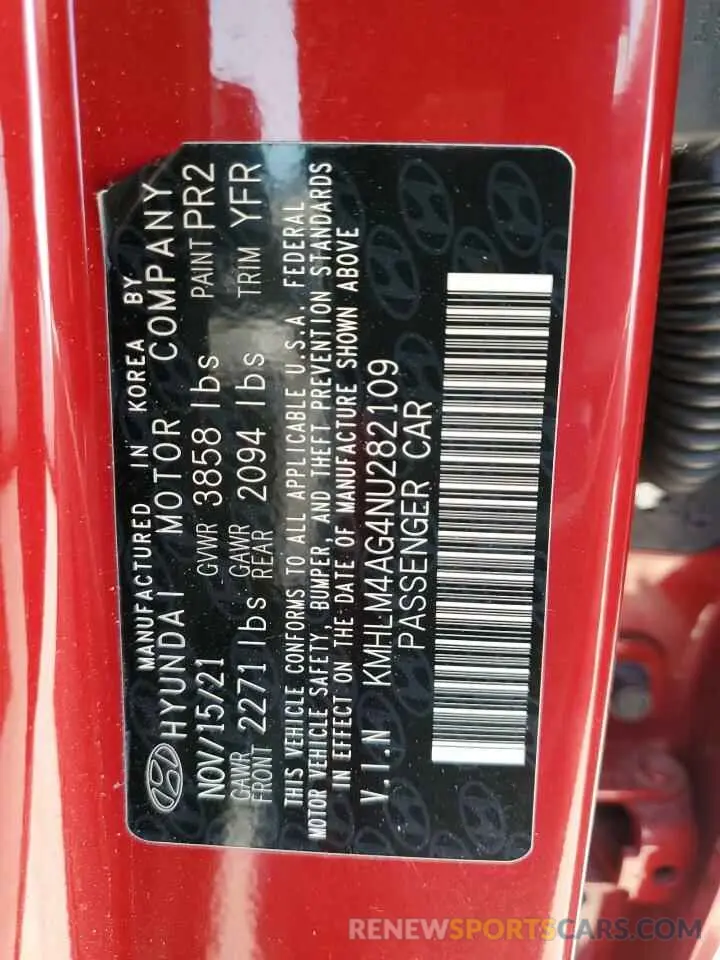 MANUFACTURED IN KOREA BY
HYUNDAI MOTOR COMPANY
NOV/15/21 GVWR 3858 lbs PAINT PR2
GAWR FRONT 2271 lbs GAWR REAR 2094 lbs TRIM YFR
THIS VEHICLE CONFORMS TO ALL APPLICABLE U.S.A. FEDERAL
MOTOR VEHICLE SAFETY, BUMPER, AND THEFT PREVENTION STANDARDS
IN EFFECT ON THE DATE OF MANUFACTURE SHOWN ABOVE
V.I.N KMHLM4AG4NU282109
PASSENGER CAR
RENEWSPORTSCARS.COM